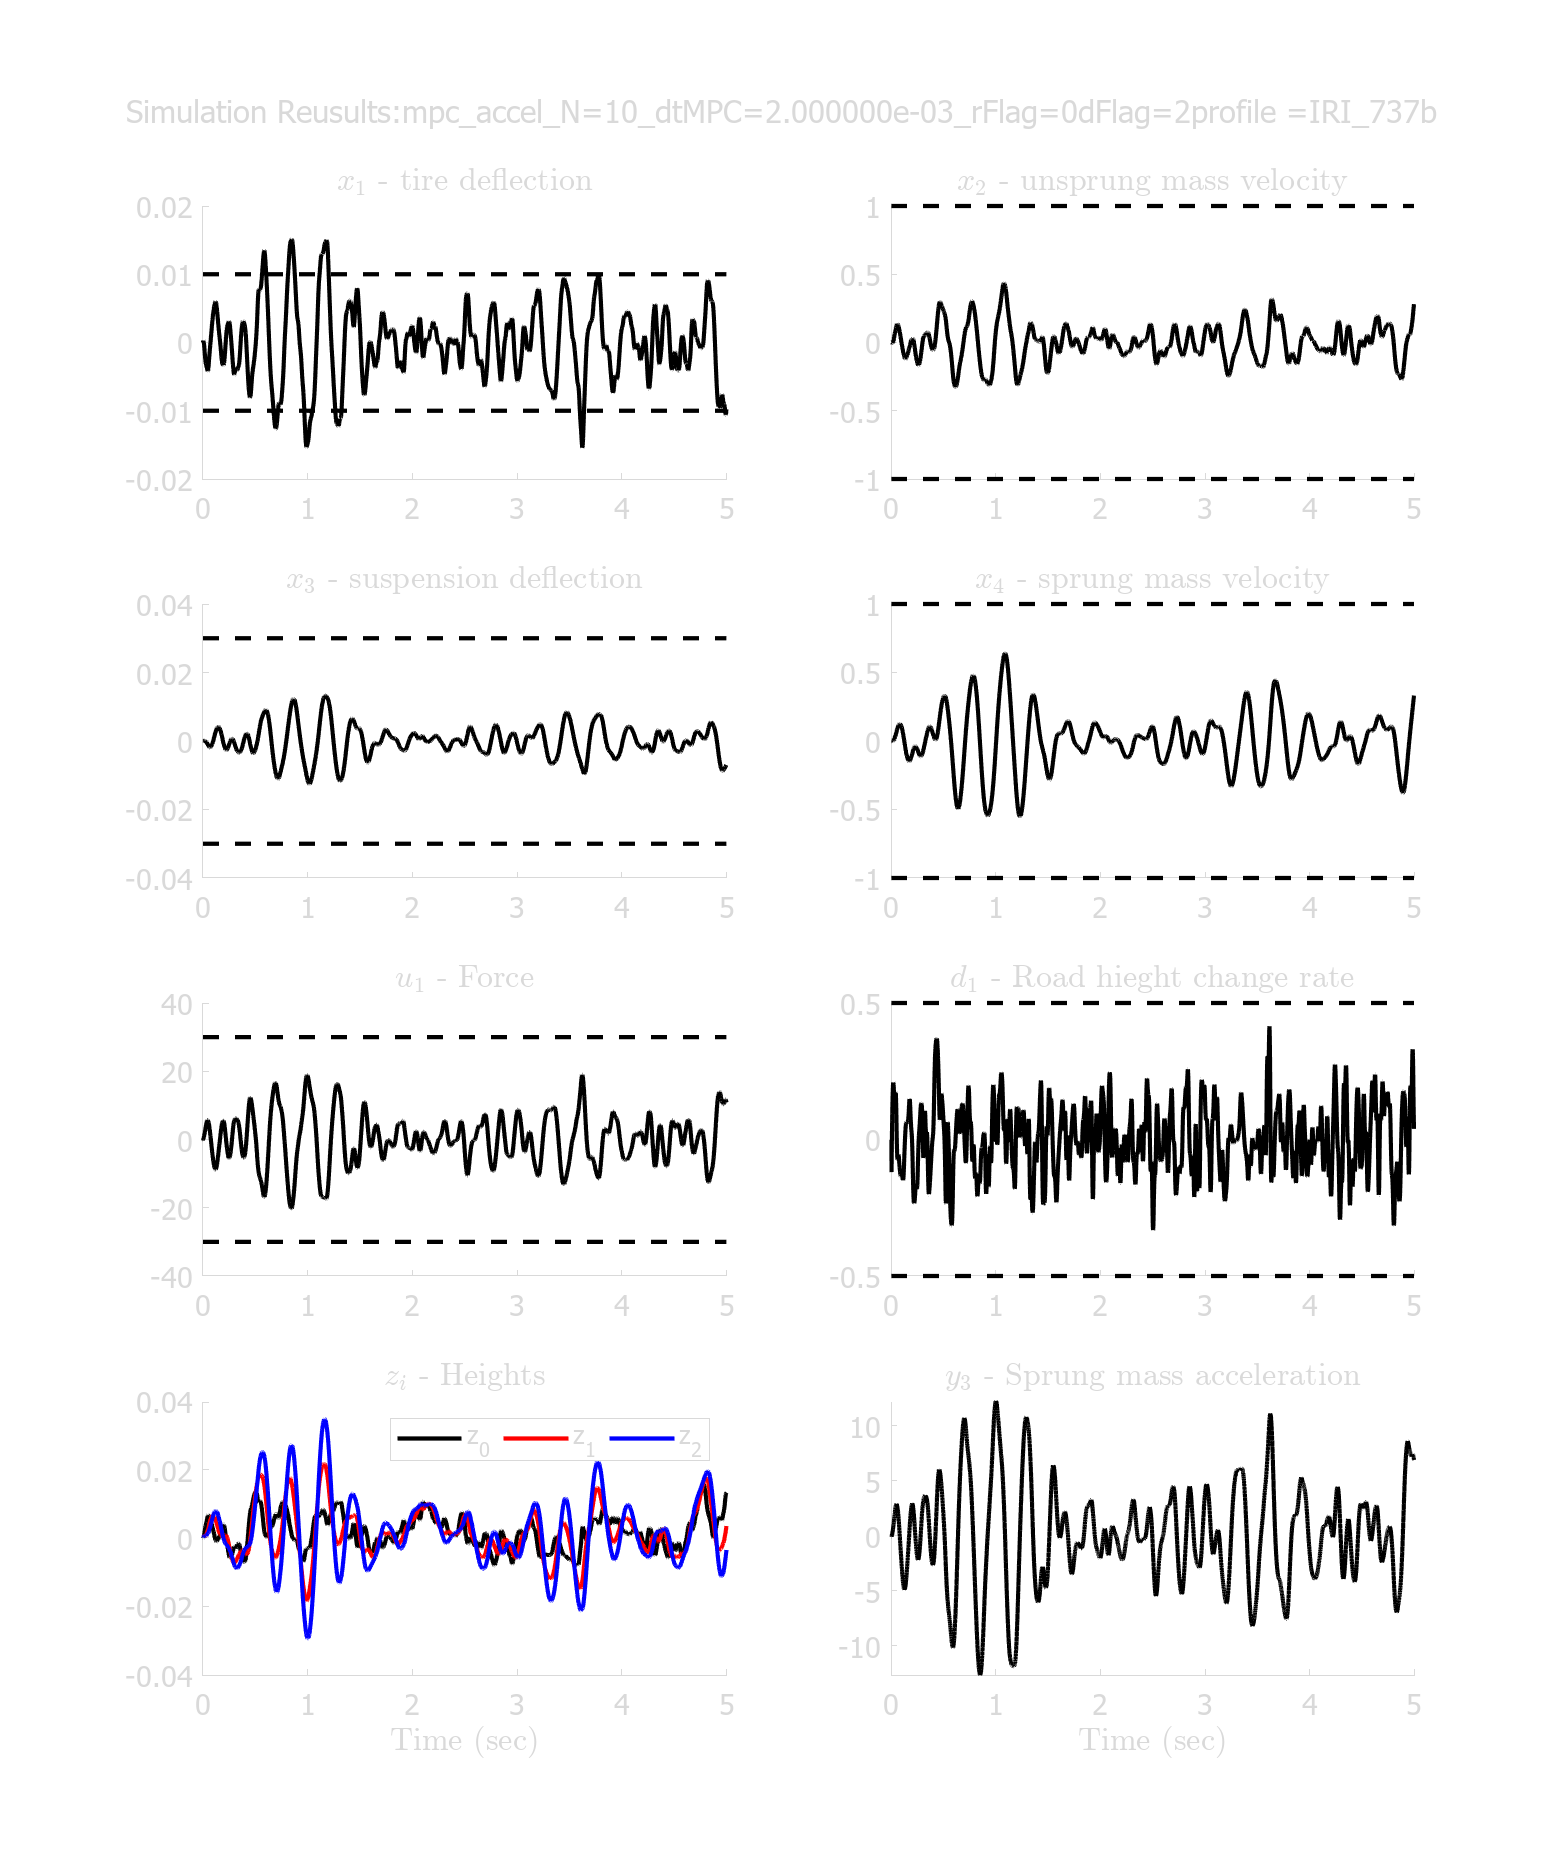 Simulation Reusults:mpc_accel_N=10_dtMPC=2.000000e-03_rFlag=0dFlag=2profile =IRI_737b
x1 - tire deflection
0.02
0.01
0
-0.01
-0.02
0 1 2 3 4 5
x2 - unsprung mass velocity
1
0.5
0
-0.5
-1
0 1 2 3 4 5
x3 - suspension deflection
0.04
0.02
0
-0.02
-0.04
0 1 2 3 4 5
x4 - sprung mass velocity
1
0.5
0
-0.5
-1
0 1 2 3 4 5
u1 - Force
40
20
0
-20
-40
0 1 2 3 4 5
d1 - Road hieght change rate
0.5
0
-0.5
0 1 2 3 4 5
zi - Heights
0.04
0.02
0
-0.02
-0.04
z0 z1 z2
0 1 2 3 4 5
Time (sec)
y3 - Sprung mass acceleration
10
5
0
-5
-10
0 1 2 3 4 5
Time (sec)